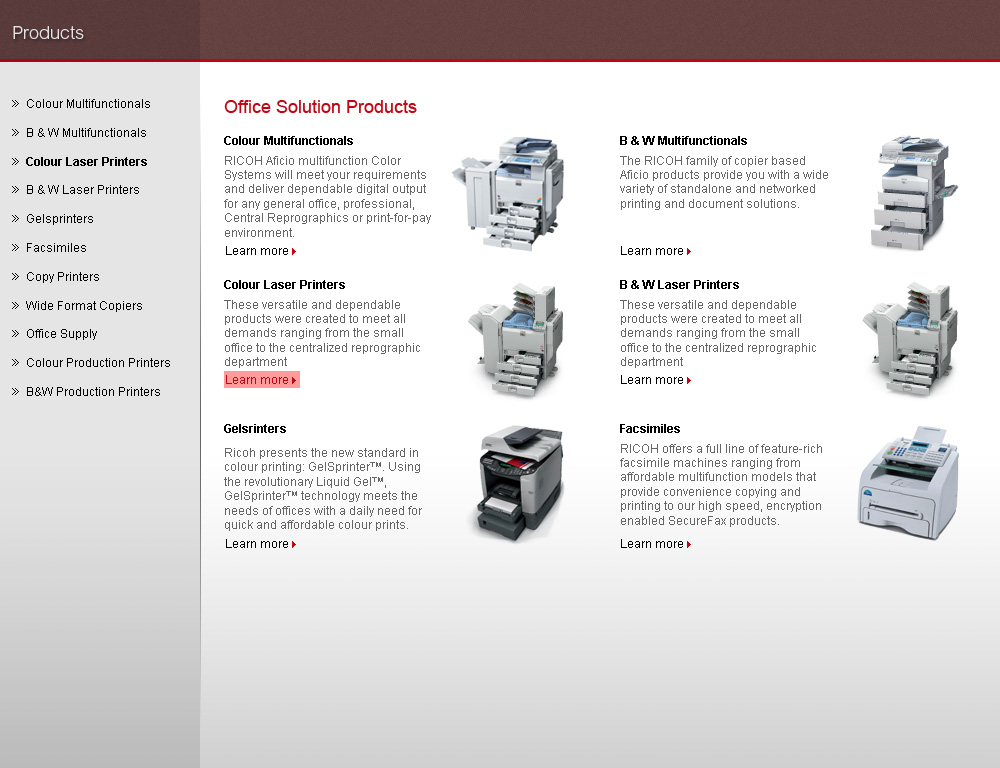 Products
Colour Multifunctionals
B & W Multifunctionals
Colour Laser Printers
B & W Laser Printers
Gelsprinters
Facsimiles
Copy Printers
Wide Format Copiers
Office Supply
Colour Production Printers
B&W Production Printers
Office Solution Products
Colour Multifunctionals
RICOH Aficio multifunction Color
Systems will meet your requirements
and deliver dependable digital output
for any general office, professional,
Central Reprographics or print-for-pay
environment.
Learn more
B & W Multifunctionals
The RICOH family of copier based
Aficio products provide you with a wide
variety of standalone and networked
printing and document solutions.
Learn more
Colour Laser Printers
These versatile and dependable
products were created to meet all
demands ranging from the small
office to the centralized reprographic
department
Learn more
B & W Laser Printers
These versatile and dependable
products were created to meet all
demands ranging from the small
office to the centralized reprographic
department
Learn more
Gelsrinters
Ricoh presents the new standard in
colour printing: GelSprinter™. Using
the revolutionary Liquid Gel™,
GelSprinter™ technology meets the
needs of offices with a daily need for
quick and affordable colour prints.
Learn more
Facsimiles
RICOH offers a full line of feature-rich
facsimile machines ranging from
affordable multifunction models that
provide convenience copying and
printing to our high speed, encryption
enabled SecureFax products.
Learn more